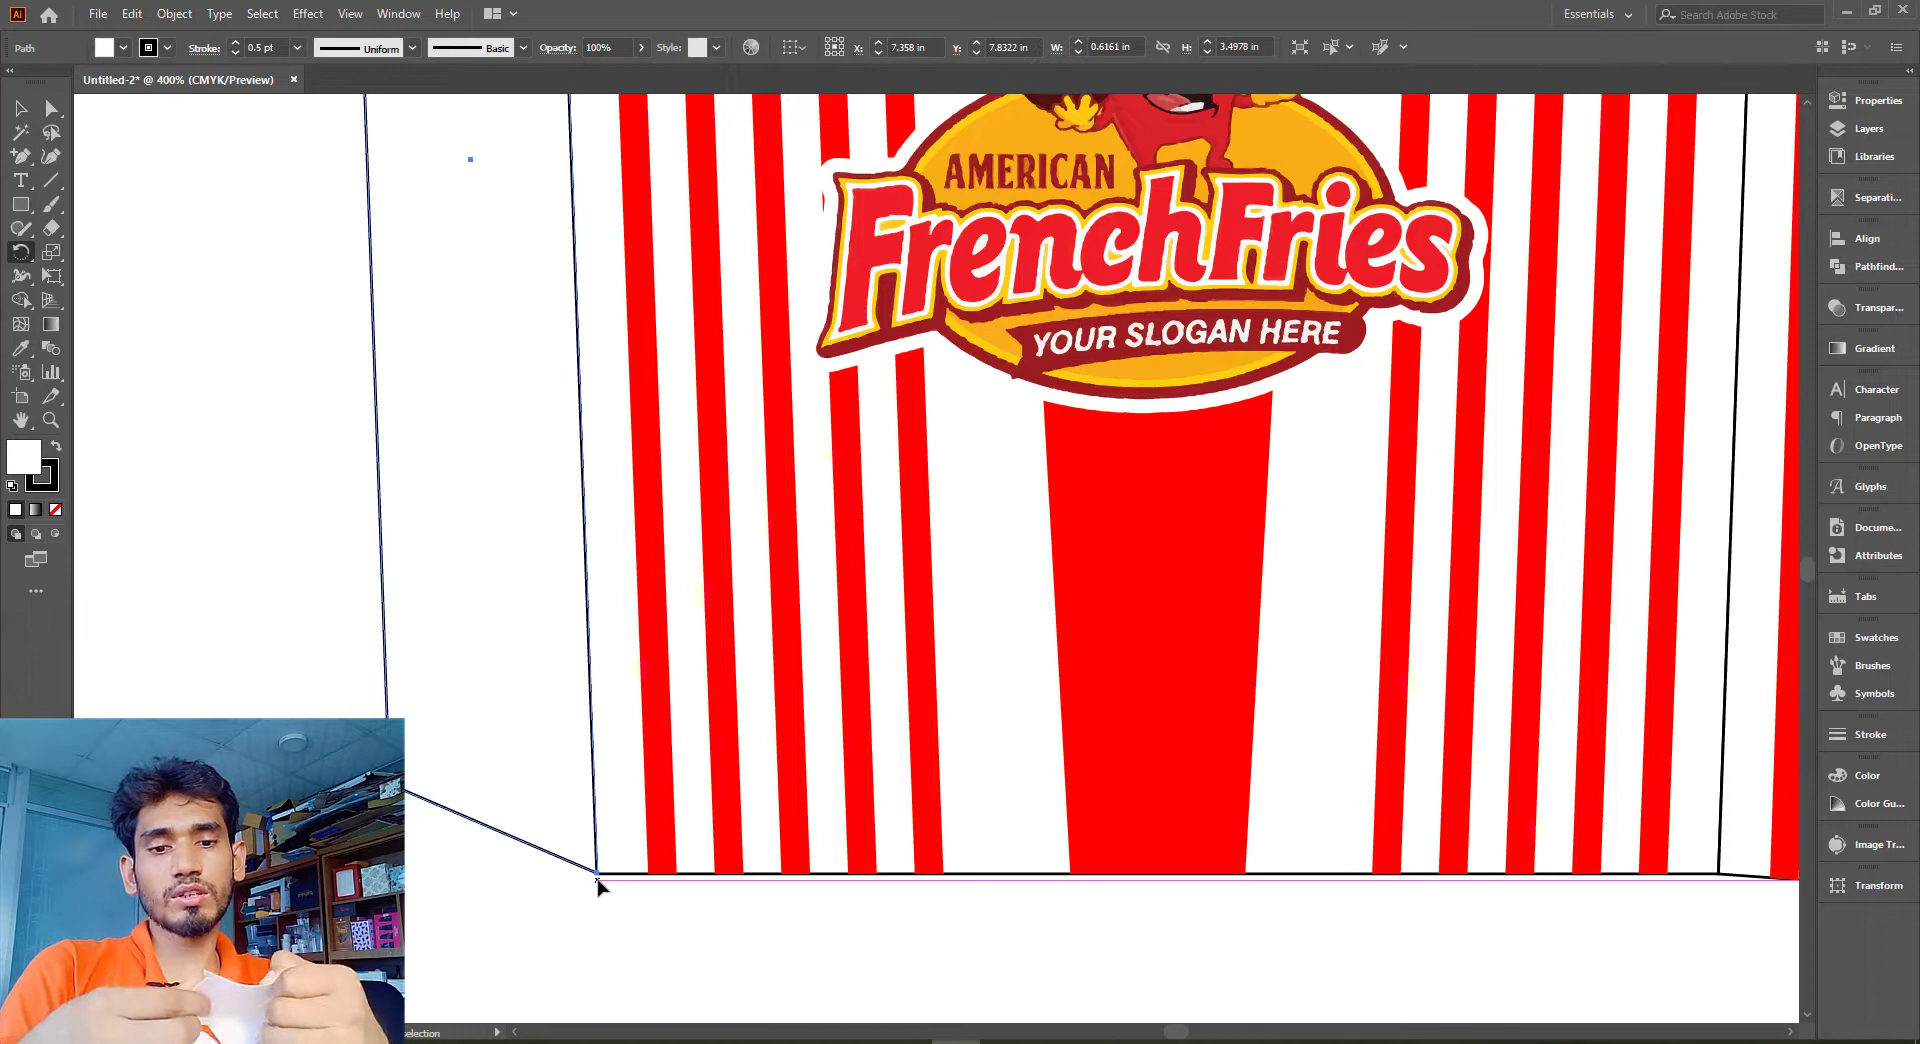 Ai File Edit Object Type Select Effect View Window Help Essentials Search Adobe Stock
Path Stroke: 0.5 pt Uniform Basic Opacity: 100% Style: X: 7.358 in Y: 7.8322 in W: 0.6161 in H: 3.4978 in
Untitled-2* @ 400% (CMYK/Preview)
Properties
Layers
Libraries
Separati...
Align
Pathfind...
Transpar...
Gradient
Character
Paragraph
OpenType
Glyphs
Docume...
Attributes
Tabs
Swatches
Brushes
Symbols
Stroke
Color
Color Gu...
Image Tr...
Transform
AMERICAN
FrenchFries
YOUR SLOGAN HERE
selection